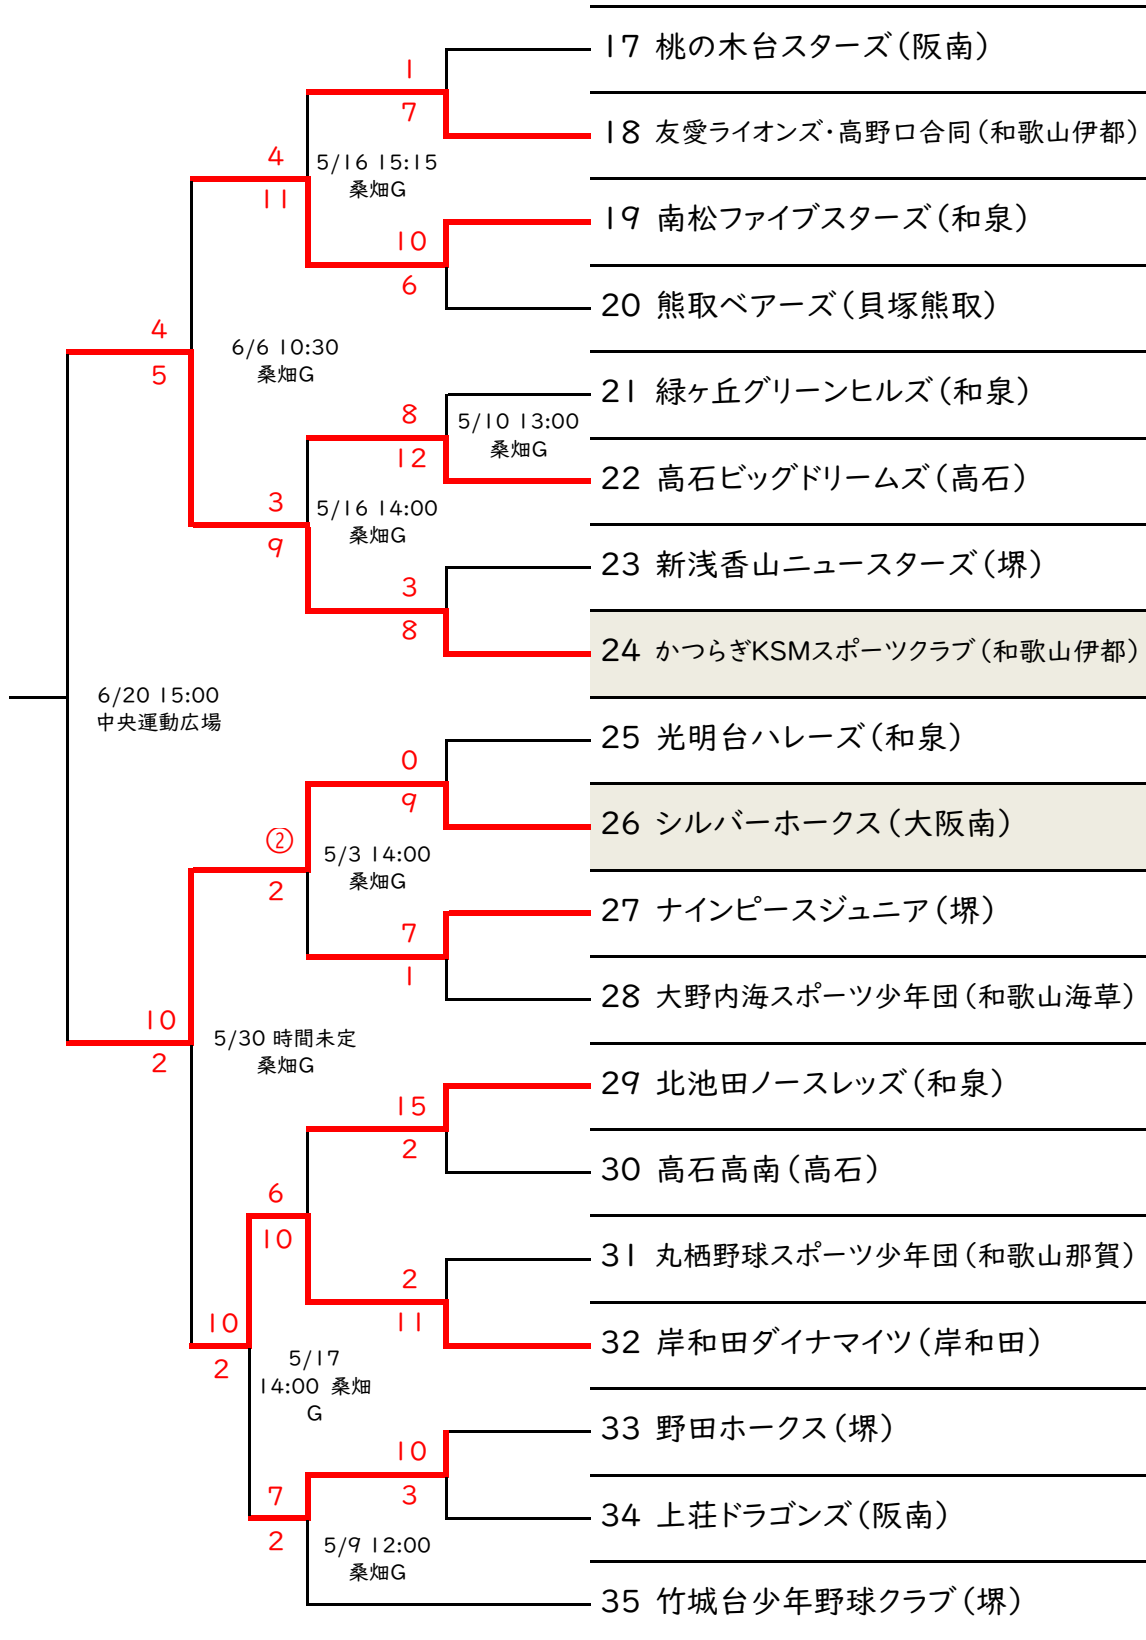 17 桃の木台スターズ(阪南)
1
7
18 友愛ライオンズ・高野口合同(和歌山伊都)
4
5/16 15:15
桑畑G
11
19 南松ファイブスターズ(和泉)
10
6
20 熊取ベアーズ(貝塚熊取)
4
6/6 10:30
桑畑G
5
21 緑ヶ丘グリーンヒルズ(和泉)
8
5/10 13:00
桑畑G
12
22 高石ビッグドリームズ(高石)
3
5/16 14:00
桑畑G
9
23 新浅香山ニュースターズ(堺)
3
8
24 かつらぎKSMスポーツクラブ(和歌山伊都)
6/20 15:00
中央運動広場
25 光明台ハレーズ(和泉)
0
9
26 シルバーホークス(大阪南)
②
5/3 14:00
桑畑G
2
27 ナインピースジュニア(堺)
7
1
28 大野内海スポーツ少年団(和歌山海草)
10
5/30 時間未定
桑畑G
2
29 北池田ノースレッズ(和泉)
15
2
30 高石高南(高石)
6
10
31 丸栖野球スポーツ少年団(和歌山那賀)
2
11
32 岸和田ダイナマイツ(岸和田)
10
2
5/17
14:00 桑畑
G
33 野田ホークス(堺)
10
3
7
34 上荘ドラゴンズ(阪南)
2
5/9 12:00
桑畑G
35 竹城台少年野球クラブ(堺)